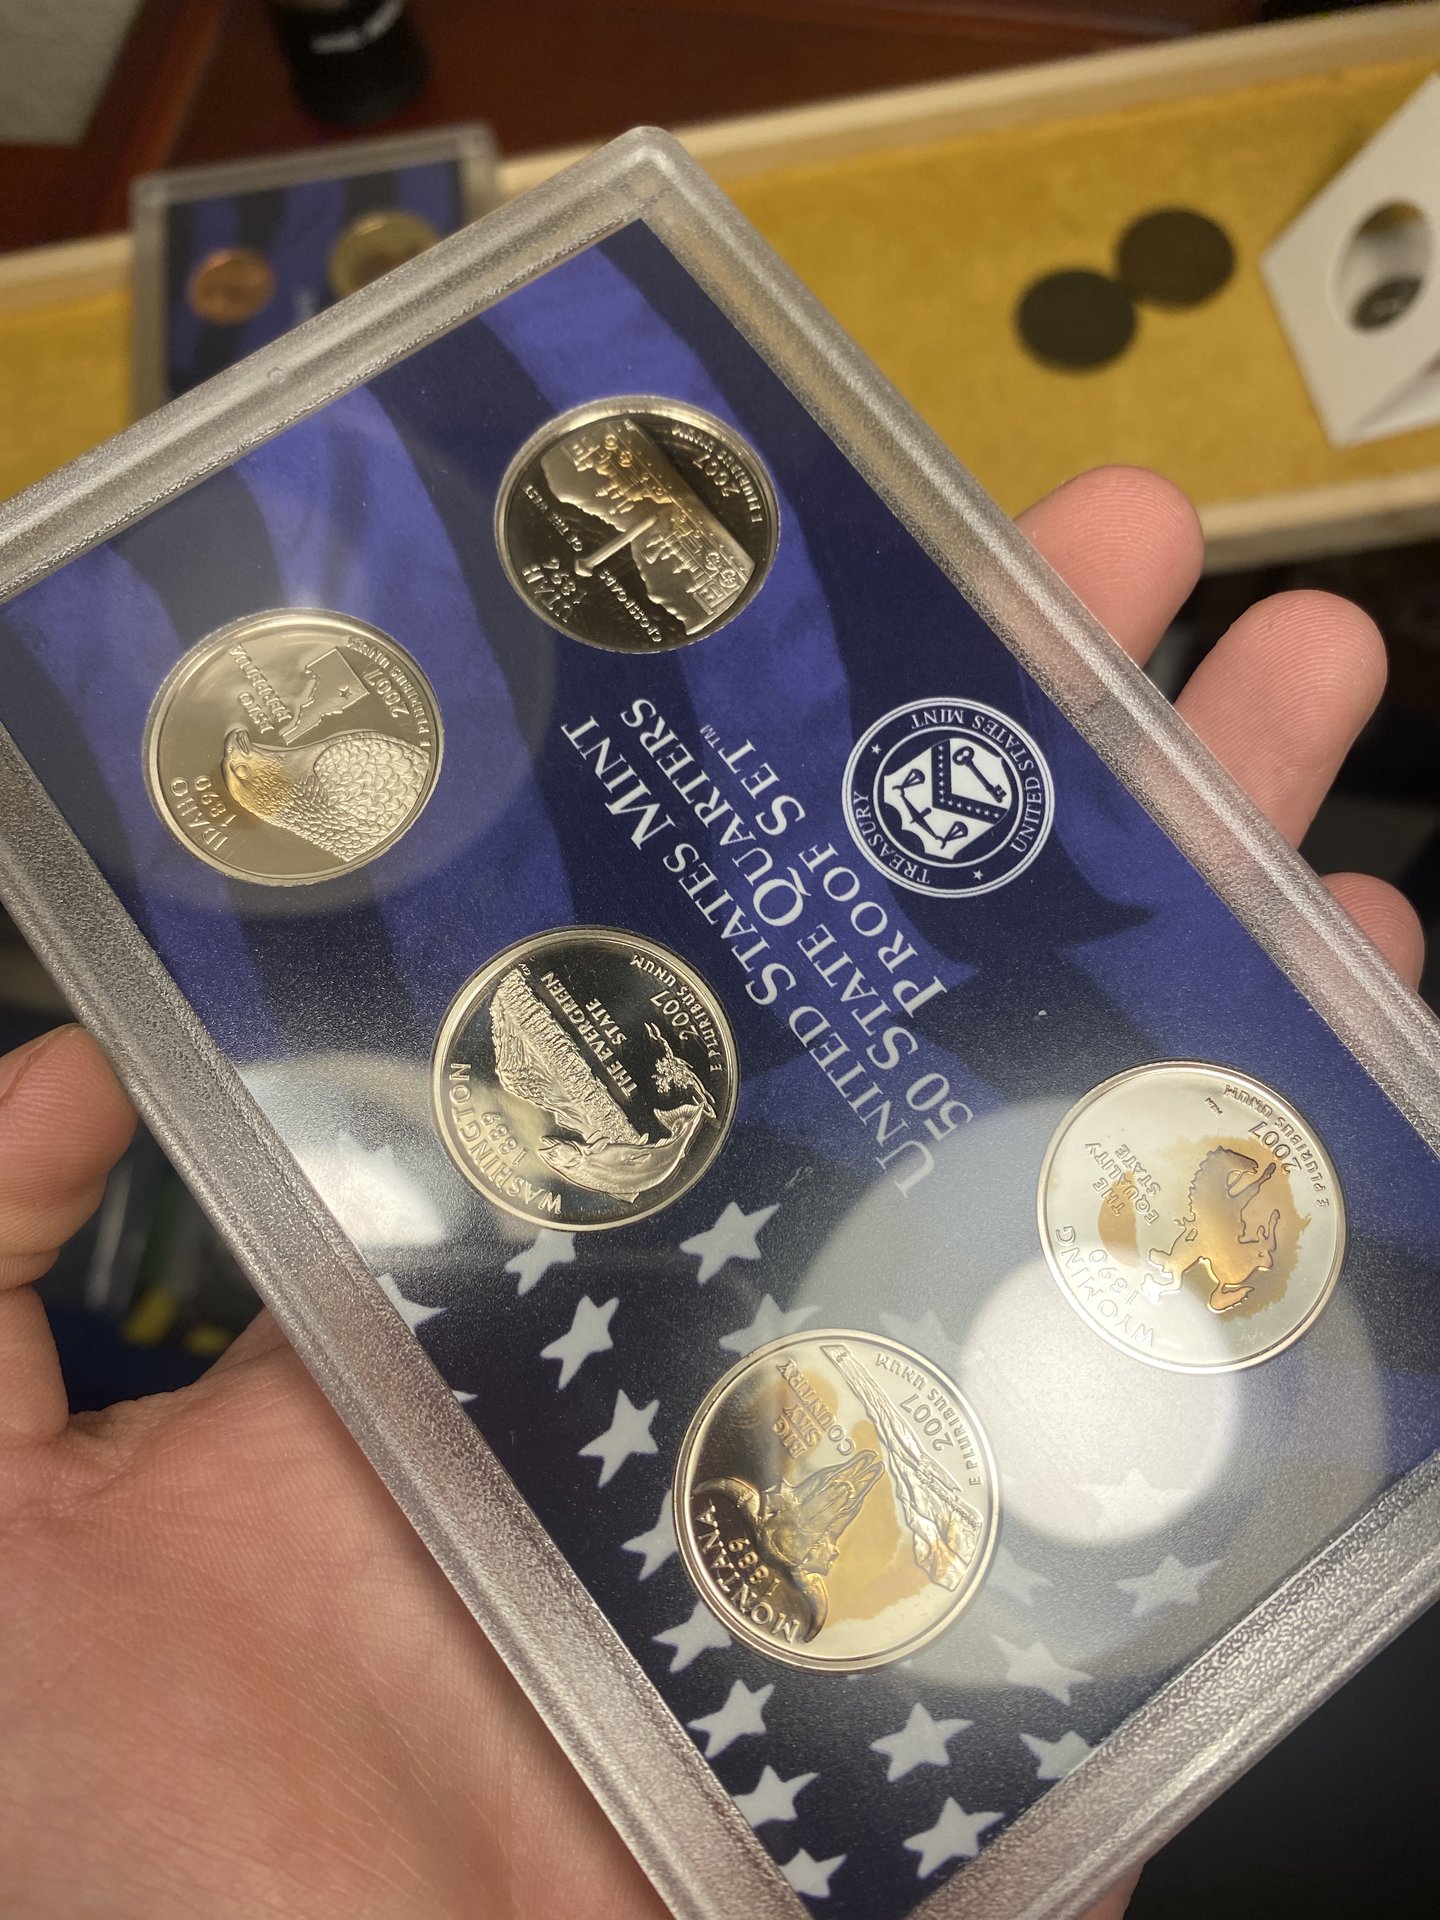 UNITED STATES MINT
50 STATE QUARTERS
PROOF SET™
TREASURY
UNITED STATES MINT
UTAH
1896
CROSSROADS OF THE WEST
2007
E PLURIBUS UNUM
IDAHO
1890
ESTO
PERPETUA
2007
E PLURIBUS UNUM
WASHINGTON
1889
THE EVERGREEN
STATE
2007
E PLURIBUS UNUM
WYOMING
1890
THE
EQUALITY
STATE
2007
E PLURIBUS UNUM
MONTANA
1889
BIG
SKY
COUNTRY
2007
E PLURIBUS UNUM